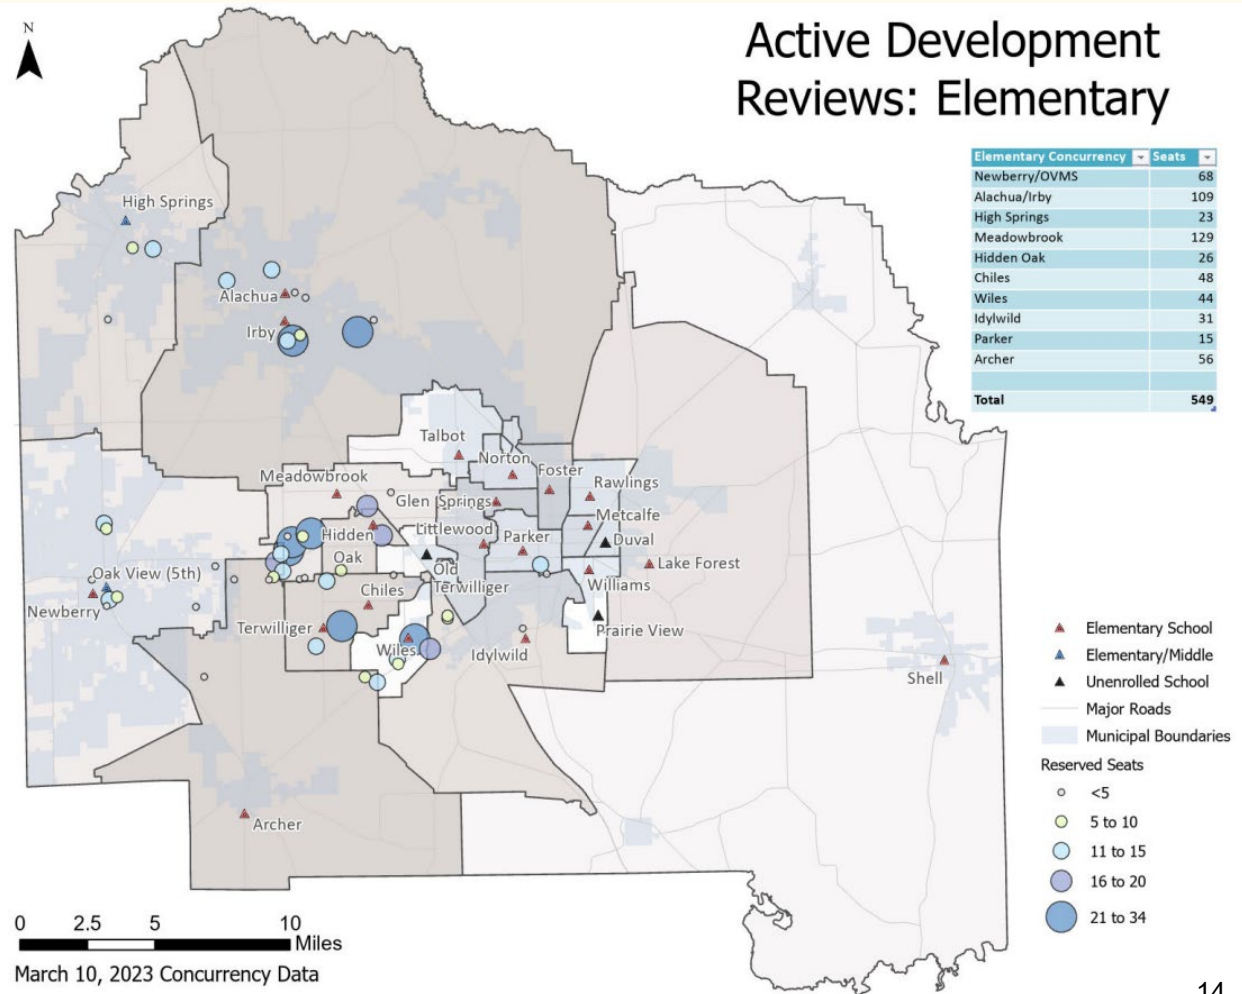 Active Development
Reviews: Elementary
N
Elementary Concurrency Seats
Newberry/OVMS 68
Alachua/Irby 109
High Springs 23
Meadowbrook 129
Hidden Oak 26
Chiles 48
Wiles 44
Idylwild 31
Parker 15
Archer 56
Total 549
High Springs
Alachua
Irby
Talbot
Norton
Foster
Meadowbrook
Glen Springs
Rawlings
Metcalfe
Hidden
Oak
Littlewood
Parker
Duval
Lake Forest
Oak View (5th)
Old
Terwilliger
Williams
Newberry
Chiles
Terwilliger
Wiles
Idylwild
Prairie View
Shell
Archer
Elementary School
Elementary/Middle
Unenrolled School
Major Roads
Municipal Boundaries
Reserved Seats
<5
5 to 10
11 to 15
16 to 20
21 to 34
0 2.5 5 10
Miles
March 10, 2023 Concurrency Data
14